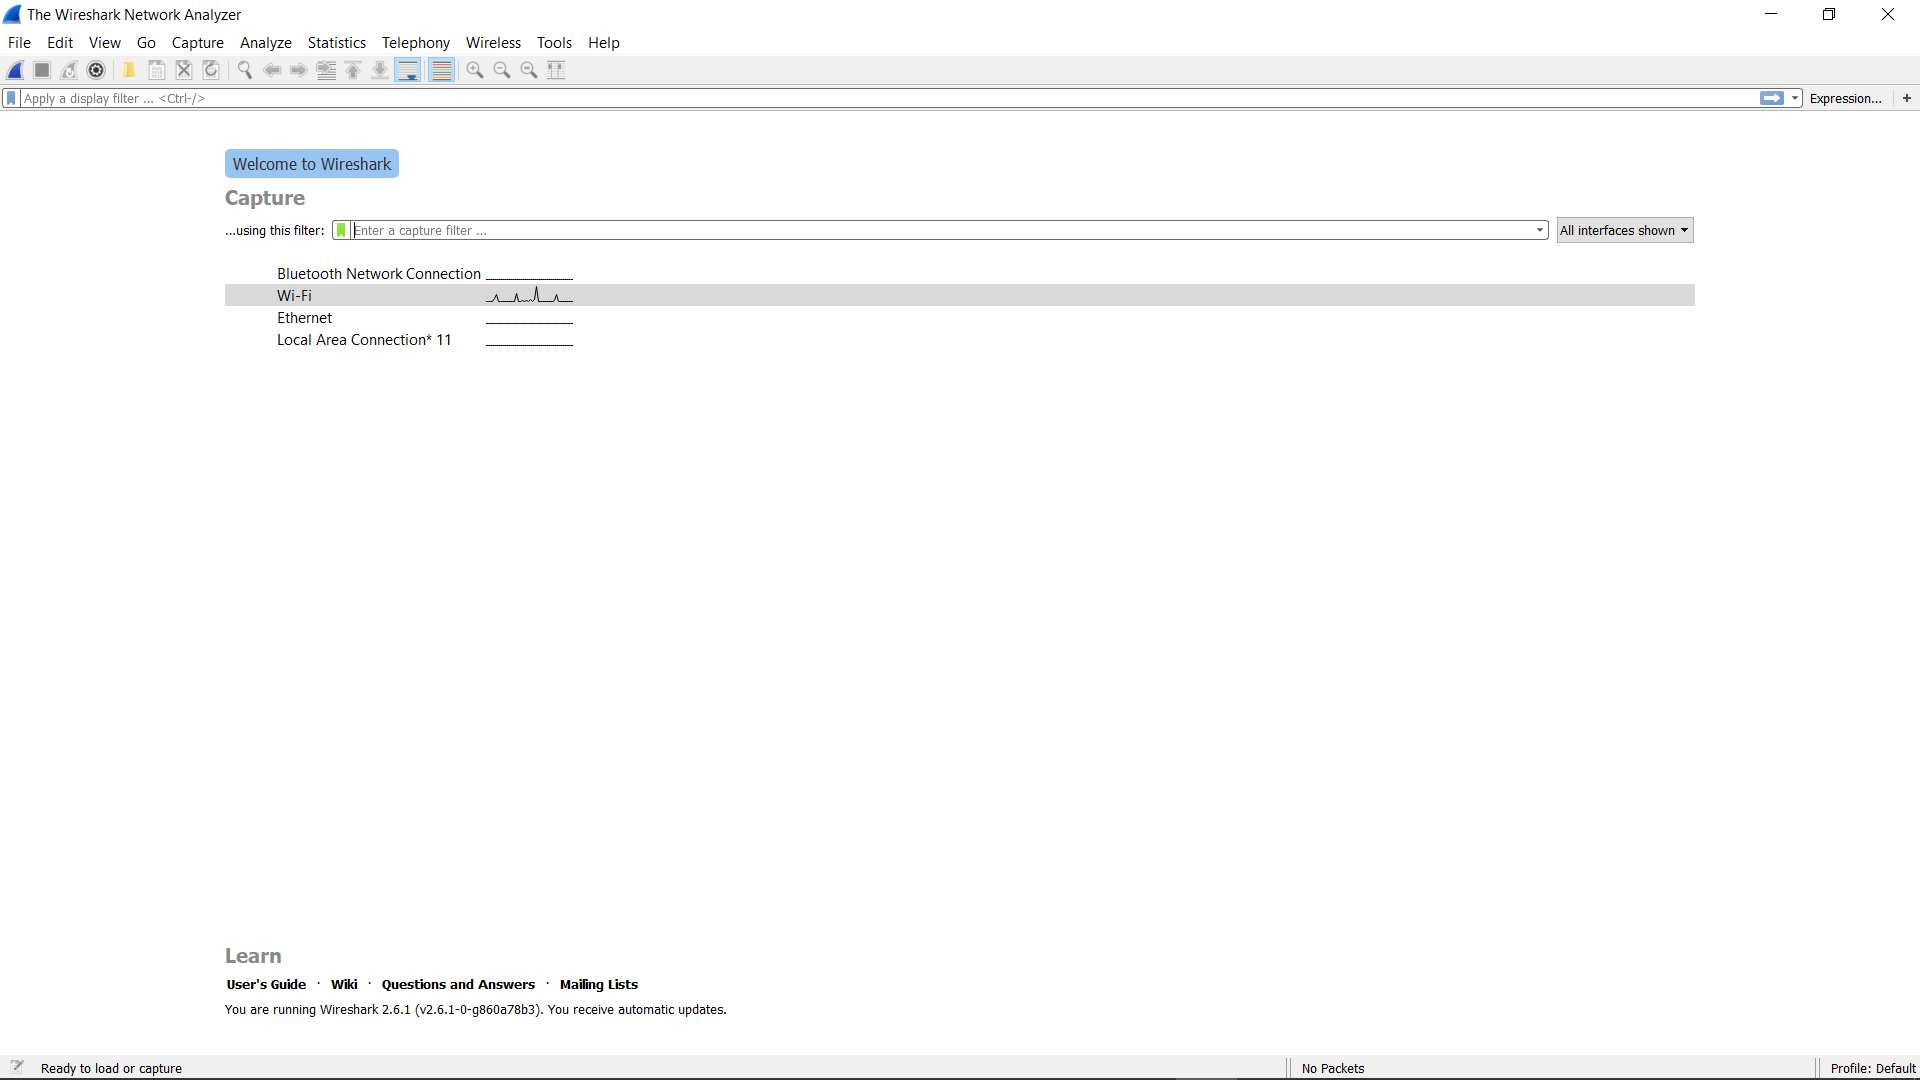 The Wireshark Network Analyzer
File Edit View Go Capture Analyze Statistics Telephony Wireless Tools Help
Apply a display filter ... <Ctrl-/> Expression... +
Welcome to Wireshark
Capture
...using this filter: Enter a capture filter ... All interfaces shown
Bluetooth Network Connection
Wi-Fi
Ethernet
Local Area Connection* 11
Learn
User's Guide · Wiki · Questions and Answers · Mailing Lists
You are running Wireshark 2.6.1 (v2.6.1-0-g860a78b3). You receive automatic updates.
Ready to load or capture No Packets Profile: Default